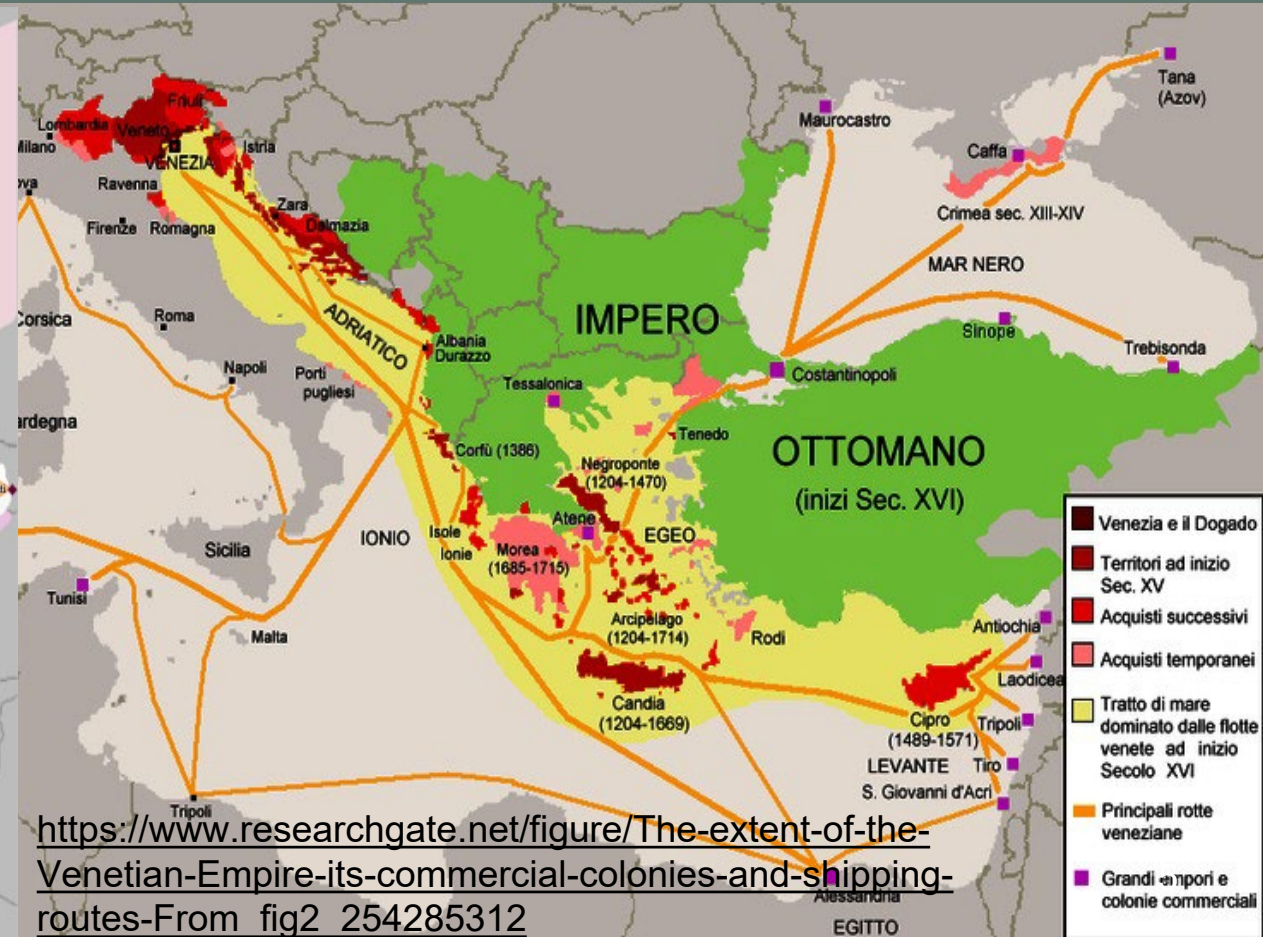 Friuli
Lombardia
Veneto
Milano
VENEZIA
Istria
Ravenna
Zara
Firenze
Romagna
Dalmazia
Corsica
Roma
ADRIATICO
Albania
Durazzo
Napoli
Porti
pugliesi
ardegna
Sicilia
Tunisi
Malta
Tripoli
IONIO
Maurocastro
Tana
(Azov)
Caffa
Crimea sec. XIII-XIV
MAR NERO
IMPERO
Sinope
Trebisonda
Costantinopoli
Tessalonica
Tenedo
OTTOMANO
(inizi Sec. XVI)
Corfù (1386)
Negroponte
(1204-1470)
Atene
EGEO
Isole
Ionie
Morea
(1685-1715)
Arcipelago
(1204-1714)
Rodi
Candia
(1204-1669)
Antiochia
Laodicea
Cipro
(1489-1571)
Tripoli
LEVANTE
Tiro
S. Giovanni d'Acri
Alessandria
EGITTO
Venezia e il Dogado
Territori ad inizio
Sec. XV
Acquisti successivi
Acquisti temporanei
Tratto di mare
dominato dalle flotte
venete ad inizio
Secolo XVI
Principali rotte
veneziane
Grandi empori e
colonie commerciali
https://www.researchgate.net/figure/The-extent-of-the-
Venetian-Empire-its-commercial-colonies-and-shipping-
routes-From_fig2_254285312